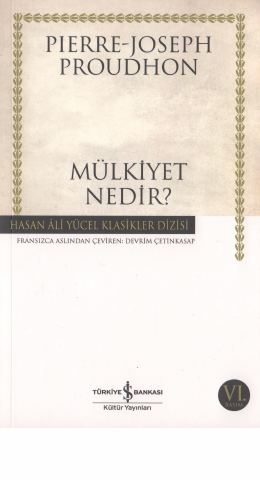 PIERRE-JOSEPH
PROUDHON
MÜLKİYET
NEDİR?
HASAN ÂLİ YÜCEL KLASİKLER DİZİSİ
FRANSIZCA ASLINDAN ÇEVİREN: DEVRİM ÇETİNKASAP
VI.
BASIM
TÜRKİYE İŞ BANKASI
Kültür Yayınları